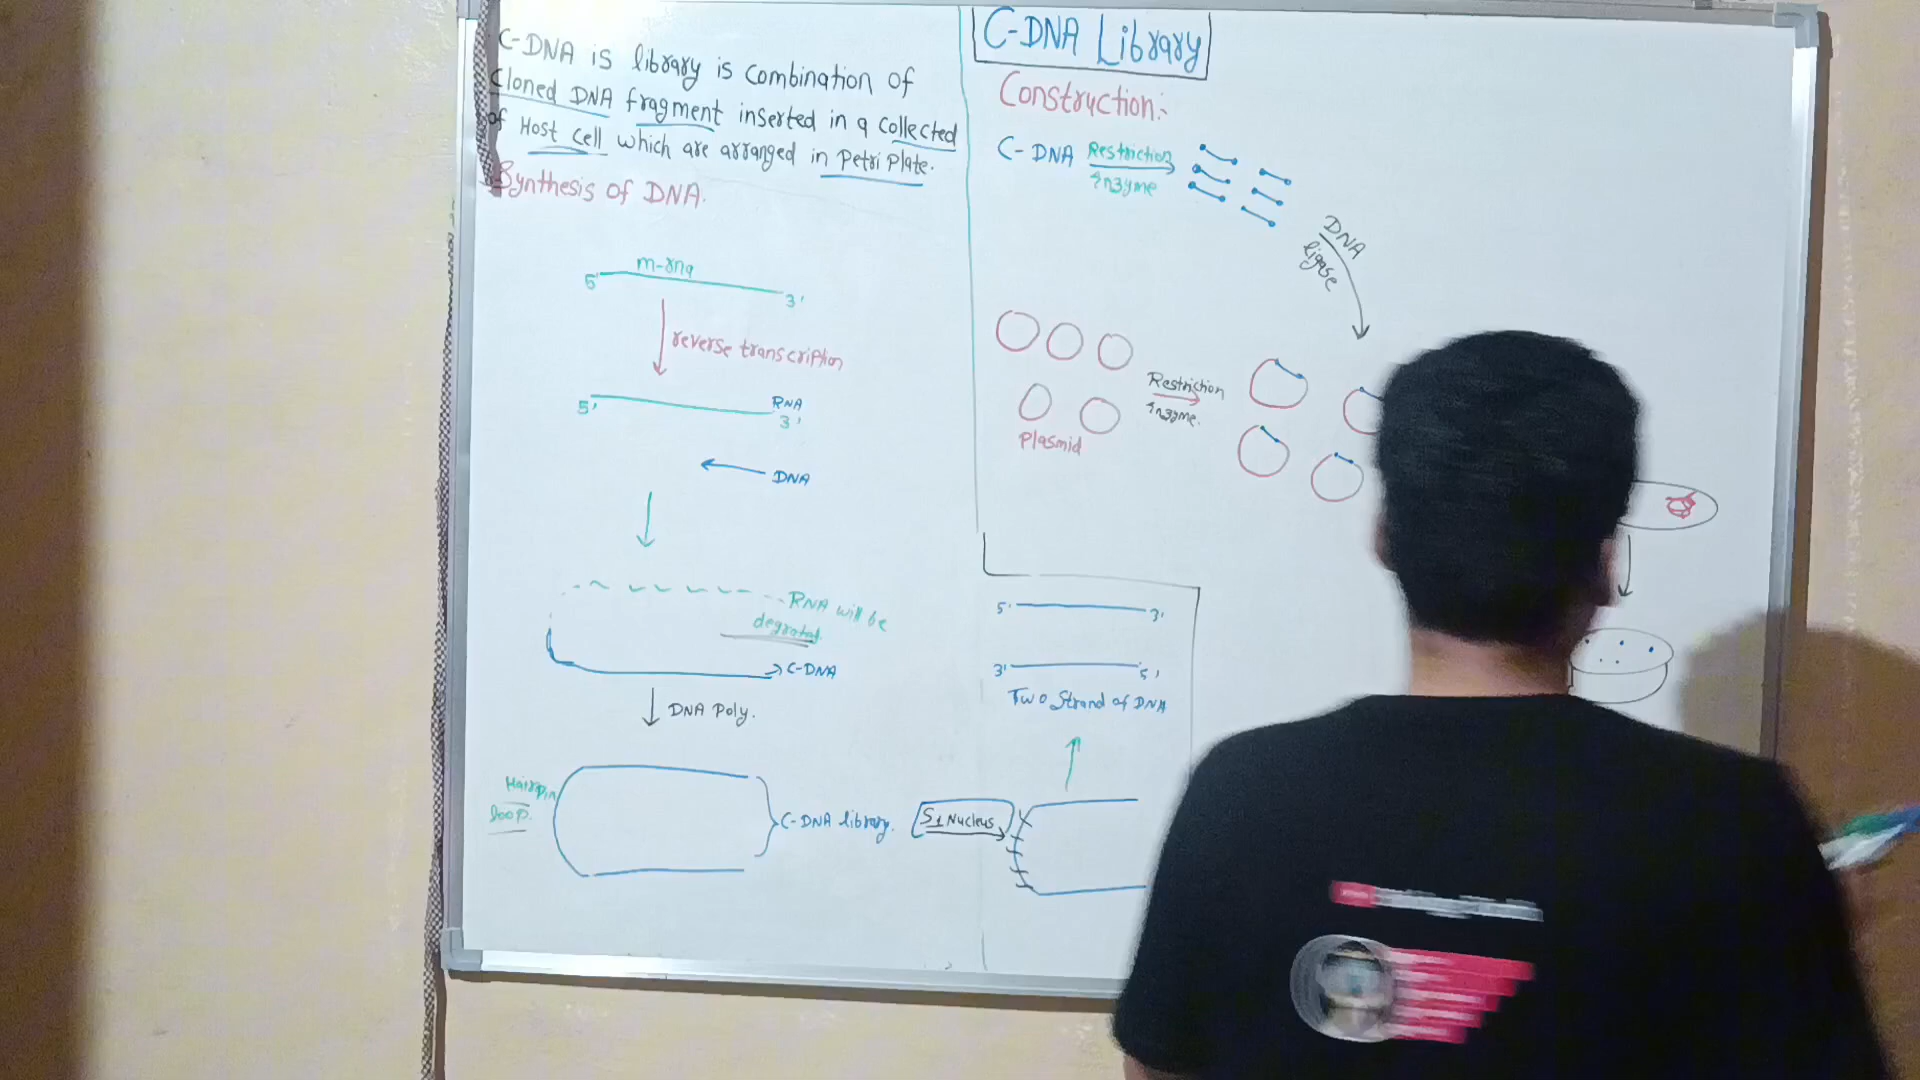 C-DNA is library is combination of
Cloned DNA fragment inserted in a collected
of Host cell which are arranged in Petri Plate.
Synthesis of DNA.
m-rna
5' 3'
reverse transcription
5' RNA
3'
DNA
RNA will be
degrated
C-DNA
DNA Poly.
Hairpin
loop.
C-DNA library.
C-DNA Library
Construction:-
C-DNA Restriction
Enzyme
DNA
ligase
Restriction
Enzyme.
Plasmid
5' 3'
3' 5'
Two Strand of DNA
S1 Nucleus